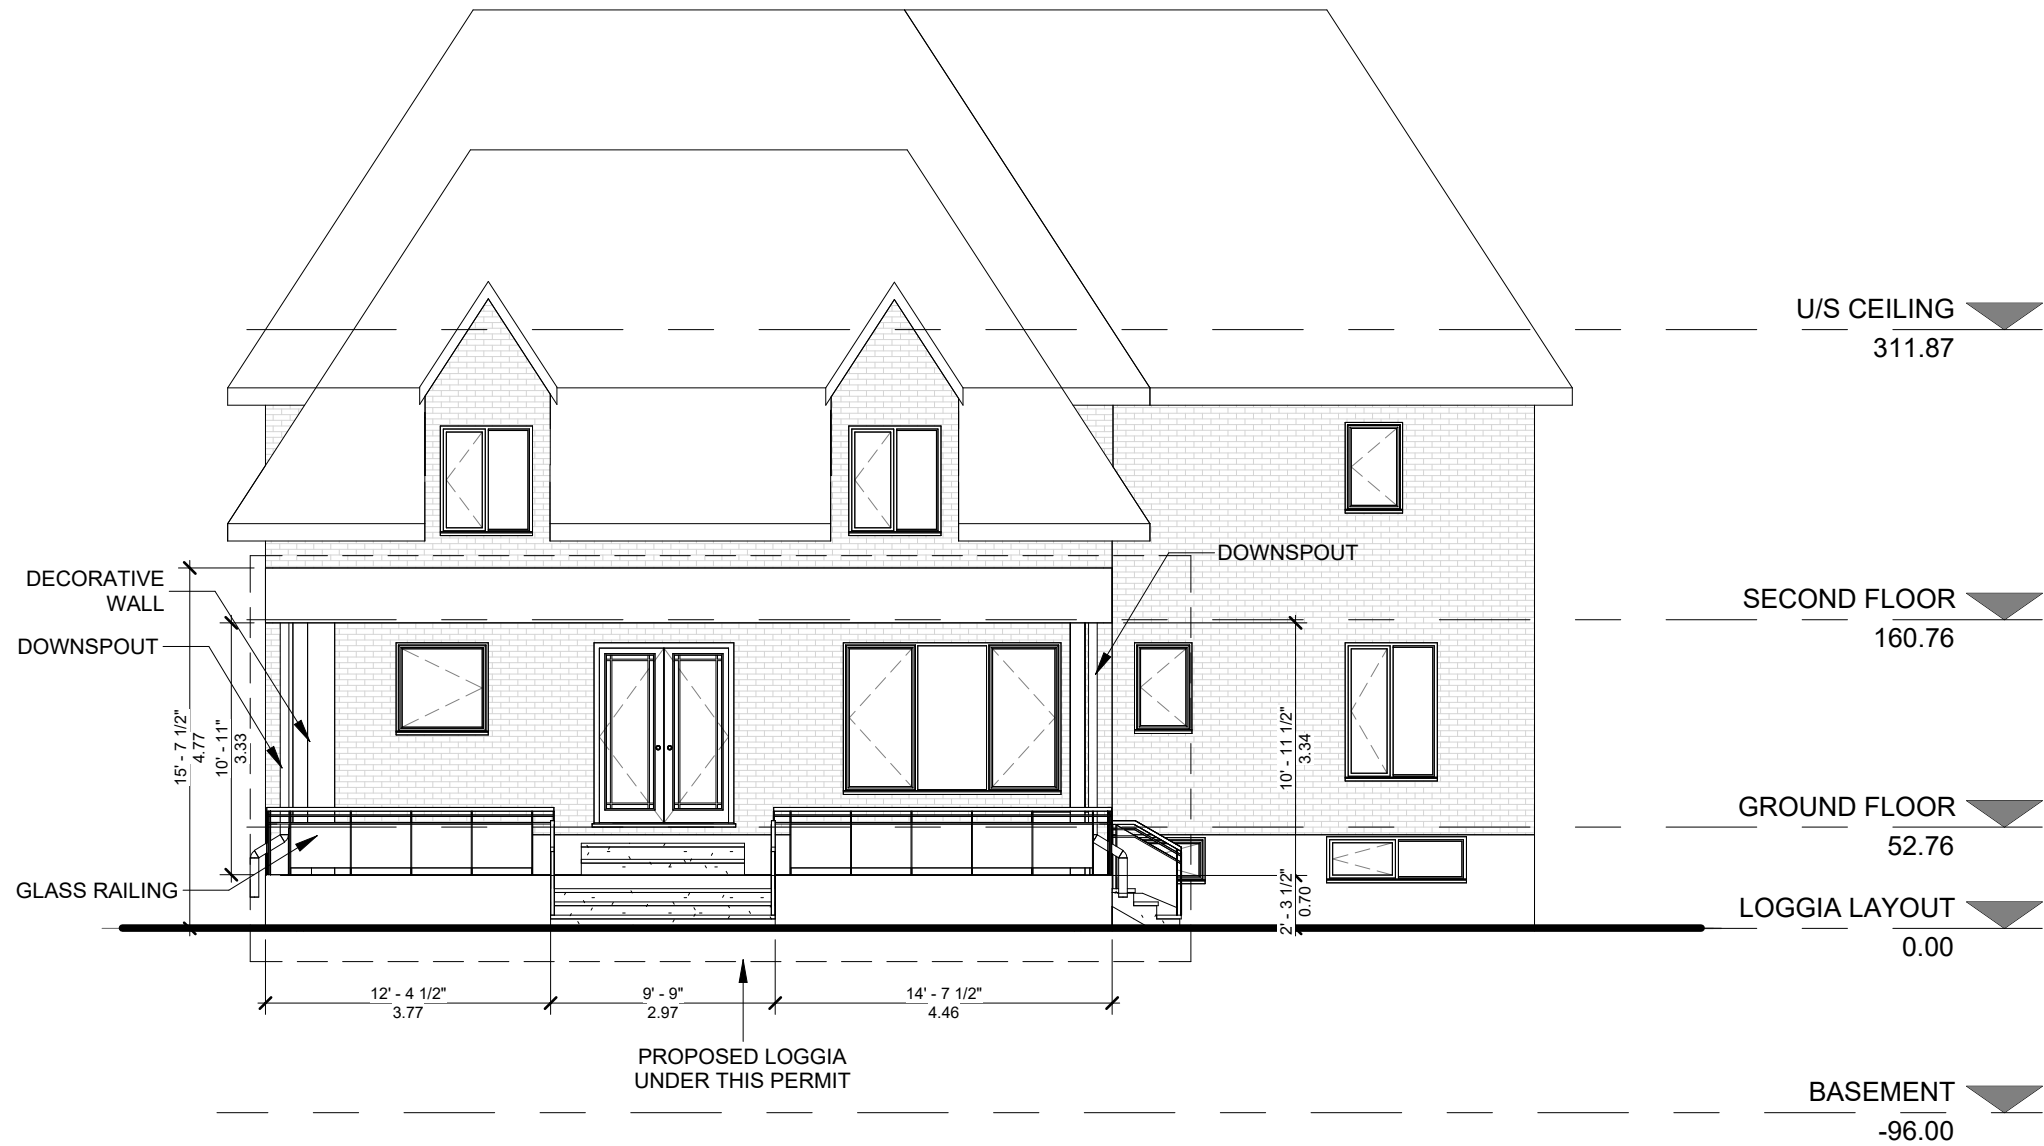 U/S CEILING
311.87
DOWNSPOUT
DECORATIVE
WALL
SECOND FLOOR
160.76
DOWNSPOUT
15' - 7 1/2"
4.77
10' - 11"
3.33
10' - 11 1/2"
3.34
GROUND FLOOR
52.76
GLASS RAILING
2' - 3 1/2"
0.70
LOGGIA LAYOUT
0.00
12' - 4 1/2"
3.77
9' - 9"
2.97
14' - 7 1/2"
4.46
PROPOSED LOGGIA
UNDER THIS PERMIT
BASEMENT
-96.00